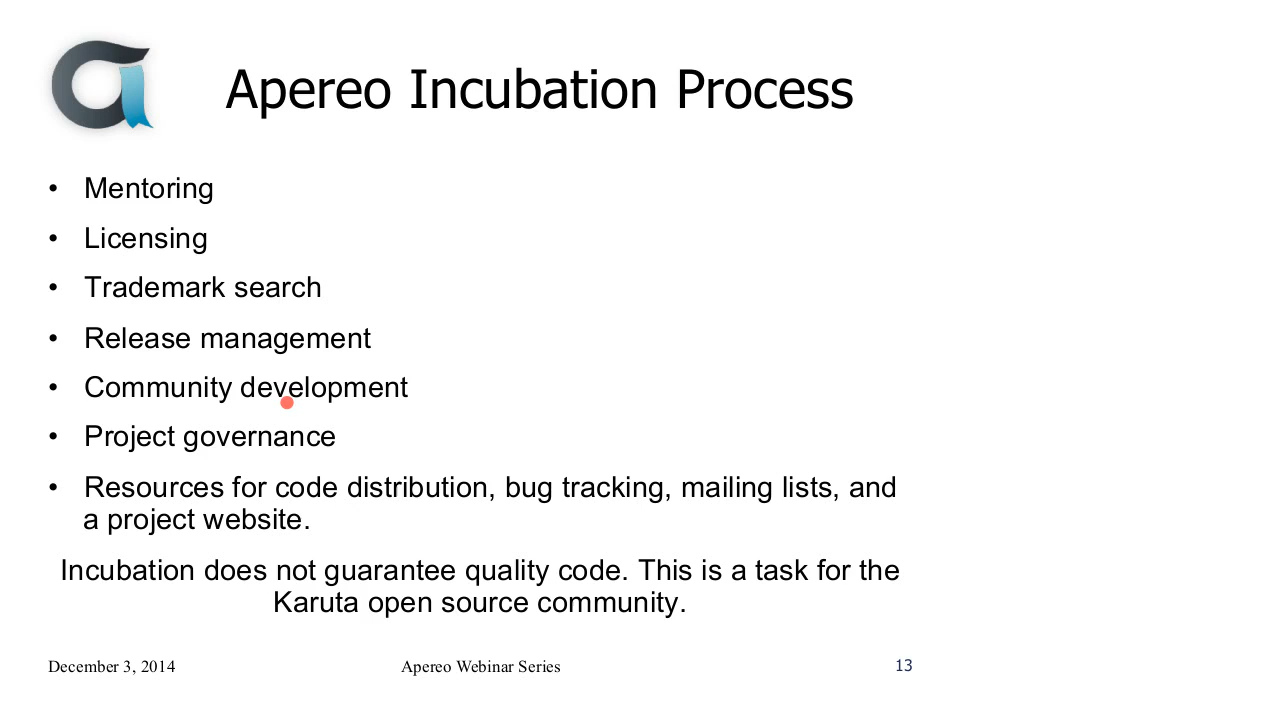 Apereo Incubation Process
• Mentoring
• Licensing
• Trademark search
• Release management
• Community development
• Project governance
• Resources for code distribution, bug tracking, mailing lists, and
a project website.
Incubation does not guarantee quality code. This is a task for the
Karuta open source community.
December 3, 2014 Apereo Webinar Series 13